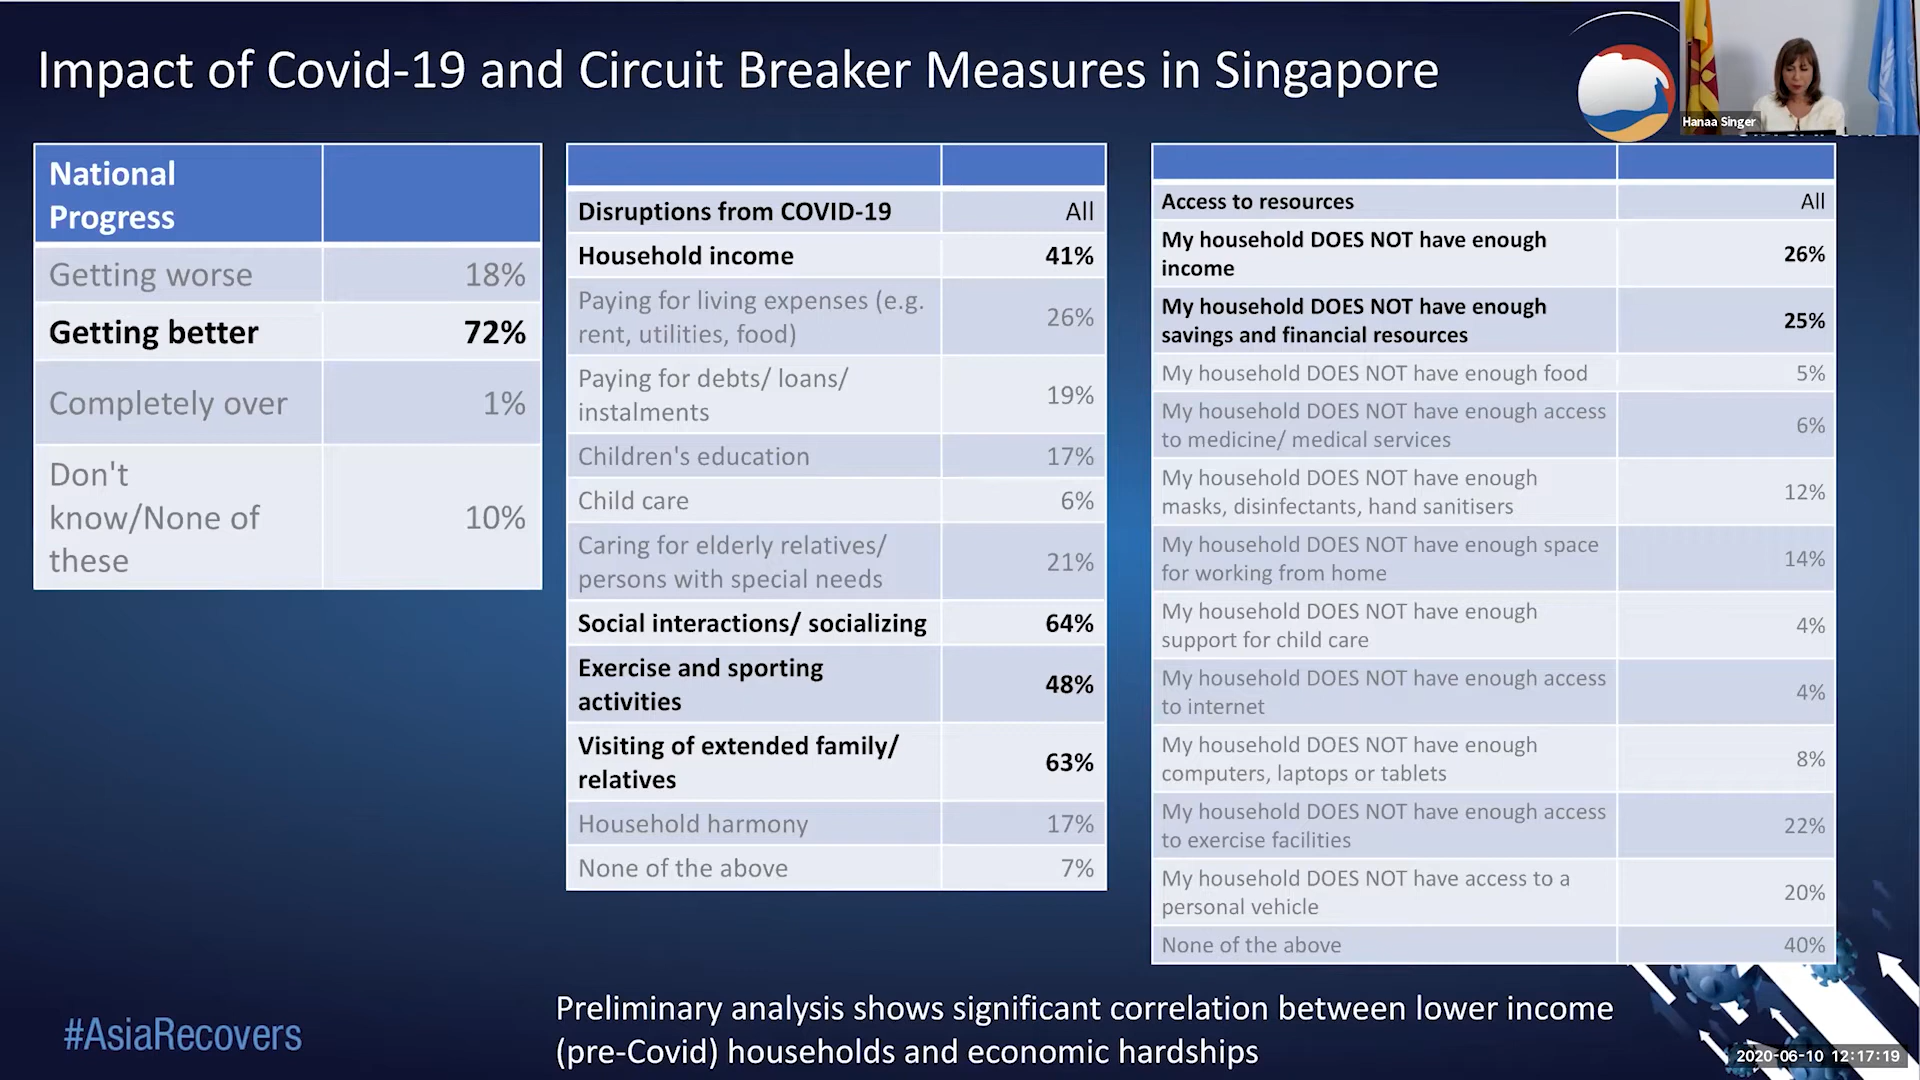 Impact of Covid-19 and Circuit Breaker Measures in Singapore
Hanaa Singer
National
Progress
Getting worse 18%
Getting better 72%
Completely over 1%
Don't
know/None of 10%
these
Disruptions from COVID-19 All
Household income 41%
Paying for living expenses (e.g.
rent, utilities, food) 26%
Paying for debts/ loans/
instalments 19%
Children's education 17%
Child care 6%
Caring for elderly relatives/
persons with special needs 21%
Social interactions/ socializing 64%
Exercise and sporting
activities 48%
Visiting of extended family/
relatives 63%
Household harmony 17%
None of the above 7%
Access to resources All
My household DOES NOT have enough
income 26%
My household DOES NOT have enough
savings and financial resources 25%
My household DOES NOT have enough food 5%
My household DOES NOT have enough access
to medicine/ medical services 6%
My household DOES NOT have enough
masks, disinfectants, hand sanitisers 12%
My household DOES NOT have enough space
for working from home 14%
My household DOES NOT have enough
support for child care 4%
My household DOES NOT have enough access
to internet 4%
My household DOES NOT have enough
computers, laptops or tablets 8%
My household DOES NOT have enough access
to exercise facilities 22%
My household DOES NOT have access to a
personal vehicle 20%
None of the above 40%
Preliminary analysis shows significant correlation between lower income
(pre-Covid) households and economic hardships
#AsiaRecovers
2020-06-10 12:17:19